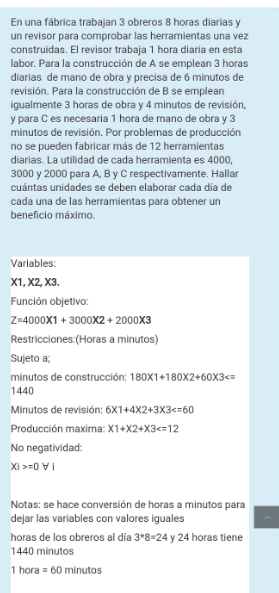 En una fábrica trabajan 3 obreros 8 horas diarias y
un revisor para comprobar las herramientas una vez
construidas. El revisor trabaja 1 hora diaria en esta
labor. Para la construcción de A se emplean 3 horas
diarias de mano de obra y precisa de 6 minutos de
revisión. Para la construcción de B se emplean
igualmente 3 horas de obra y 4 minutos de revisión,
y para C es necesaria 1 hora de mano de obra y 3
minutos de revisión. Por problemas de producción
no se pueden fabricar más de 12 herramientas
diarias. La utilidad de cada herramienta es 4000,
3000 y 2000 para A, B y C respectivamente. Hallar
cuántas unidades se deben elaborar cada día de
cada una de las herramientas para obtener un
beneficio máximo.
Variables:
X1, X2, X3.
Función objetivo:
Z=4000X1 + 3000X2 + 2000X3
Restricciones:(Horas a minutos)
Sujeto a;
minutos de construcción: 180X1+180X2+60X3<=
1440
Minutos de revisión: 6X1+4X2+3X3<=60
Producción maxima: X1+X2+X3<=12
No negatividad:
Xi >=0 ∀ i
Notas: se hace conversión de horas a minutos para
dejar las variables con valores iguales
horas de los obreros al día 3*8=24 y 24 horas tiene
1440 minutos
1 hora = 60 minutos